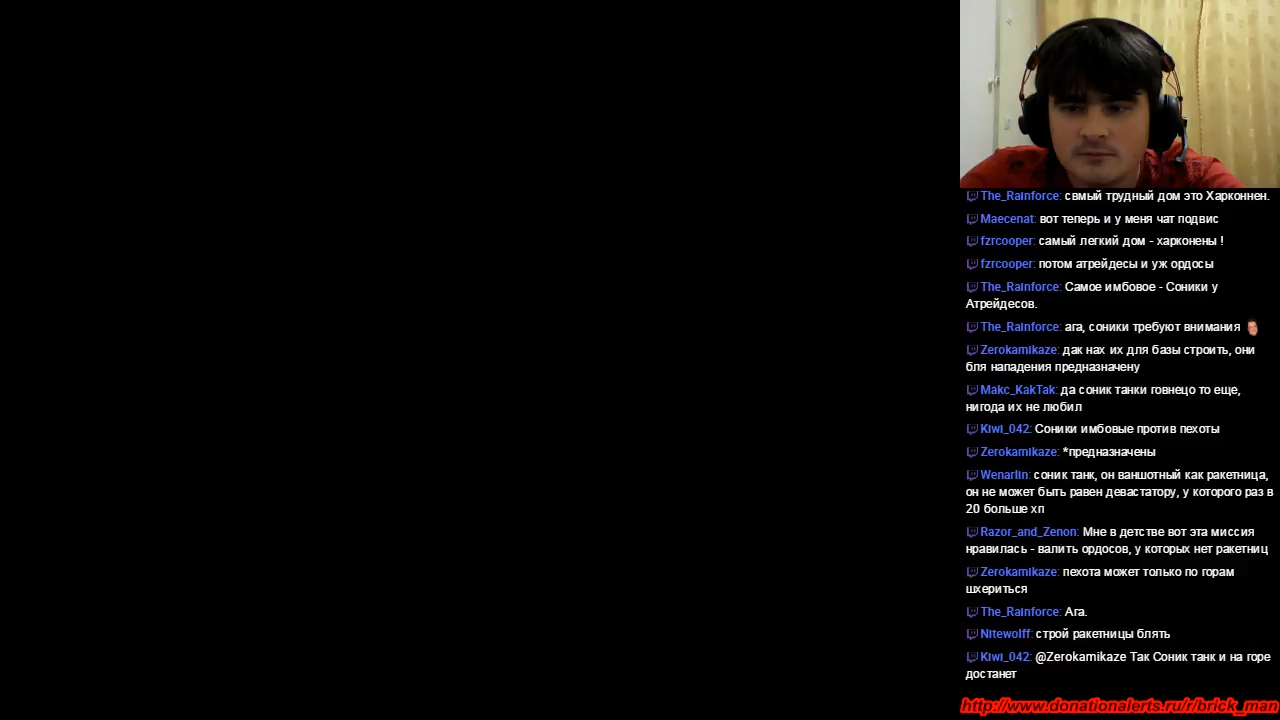 The_Rainforce: свмый трудный дом это Харконнен.
Maecenat: вот теперь и у меня чат подвис
fzrcooper: самый легкий дом - харконены !
fzrcooper: потом атрейдесы и уж ордосы
The_Rainforce: Самое имбовое - Соники у
Атрейдесов.
The_Rainforce: ага, соники требуют внимания
Zerokamikaze: дак нах их для базы строить, они
бля нападения предназначену
Makc_KakTak: да соник танки говнецо то еще,
нигода их не любил
Kiwi_042: Соники имбовые против пехоты
Zerokamikaze: *предназначены
Wenarlin: соник танк, он ваншотный как ракетница,
он не может быть равен девастатору, у которого раз в
20 больше хп
Razor_and_Zenon: Мне в детстве вот эта миссия
нравилась - валить ордосов, у которых нет ракетниц
Zerokamikaze: пехота может только по горам
шхериться
The_Rainforce: Ага.
Nitewolff: строй ракетницы блять
Kiwi_042: @Zerokamikaze Так Соник танк и на горе
достанет
http://www.donationalerts.ru/r/brick_man